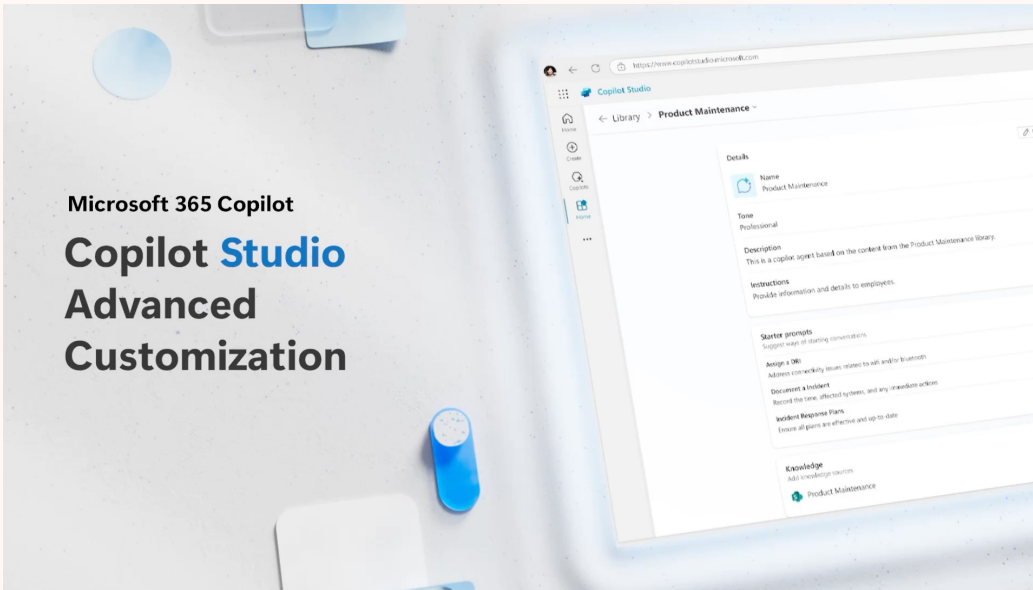 Microsoft 365 Copilot
Copilot Studio
Advanced
Customization
https://www.copilotstudio.microsoft.com
Copilot Studio
Library > Product Maintenance
Home
Create
Copilots
Home
Details
Name
Product Maintenance
Tone
Professional
Description
This is a copilot agent based on the content from the Product Maintenance library.
Instructions
Provide information and details to employees.
Starter prompts
Suggest ways of starting conversations
Assign a DRI
Address connectivity issues related to wifi and/or bluetooth
Document a Incident
Record the time, affected systems, and any immediate actions
Incident Response Plans
Ensure all plans are effective and up-to-date
Knowledge
Add knowledge sources
Product Maintenance